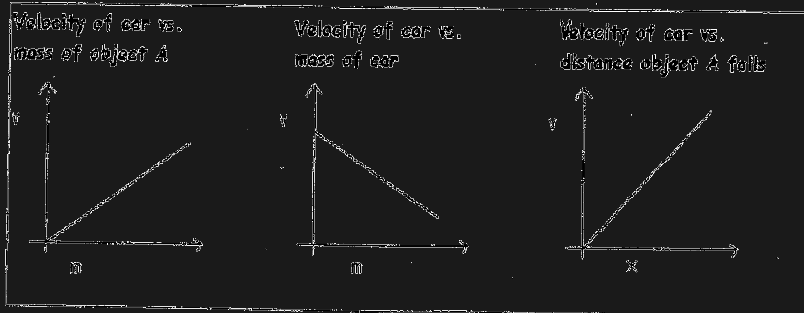 Velocity of car vs.
mass of object A
Velocity of car vs.
mass of car
Velocity of car vs.
distance object A falls
V
m
V
m
V
x